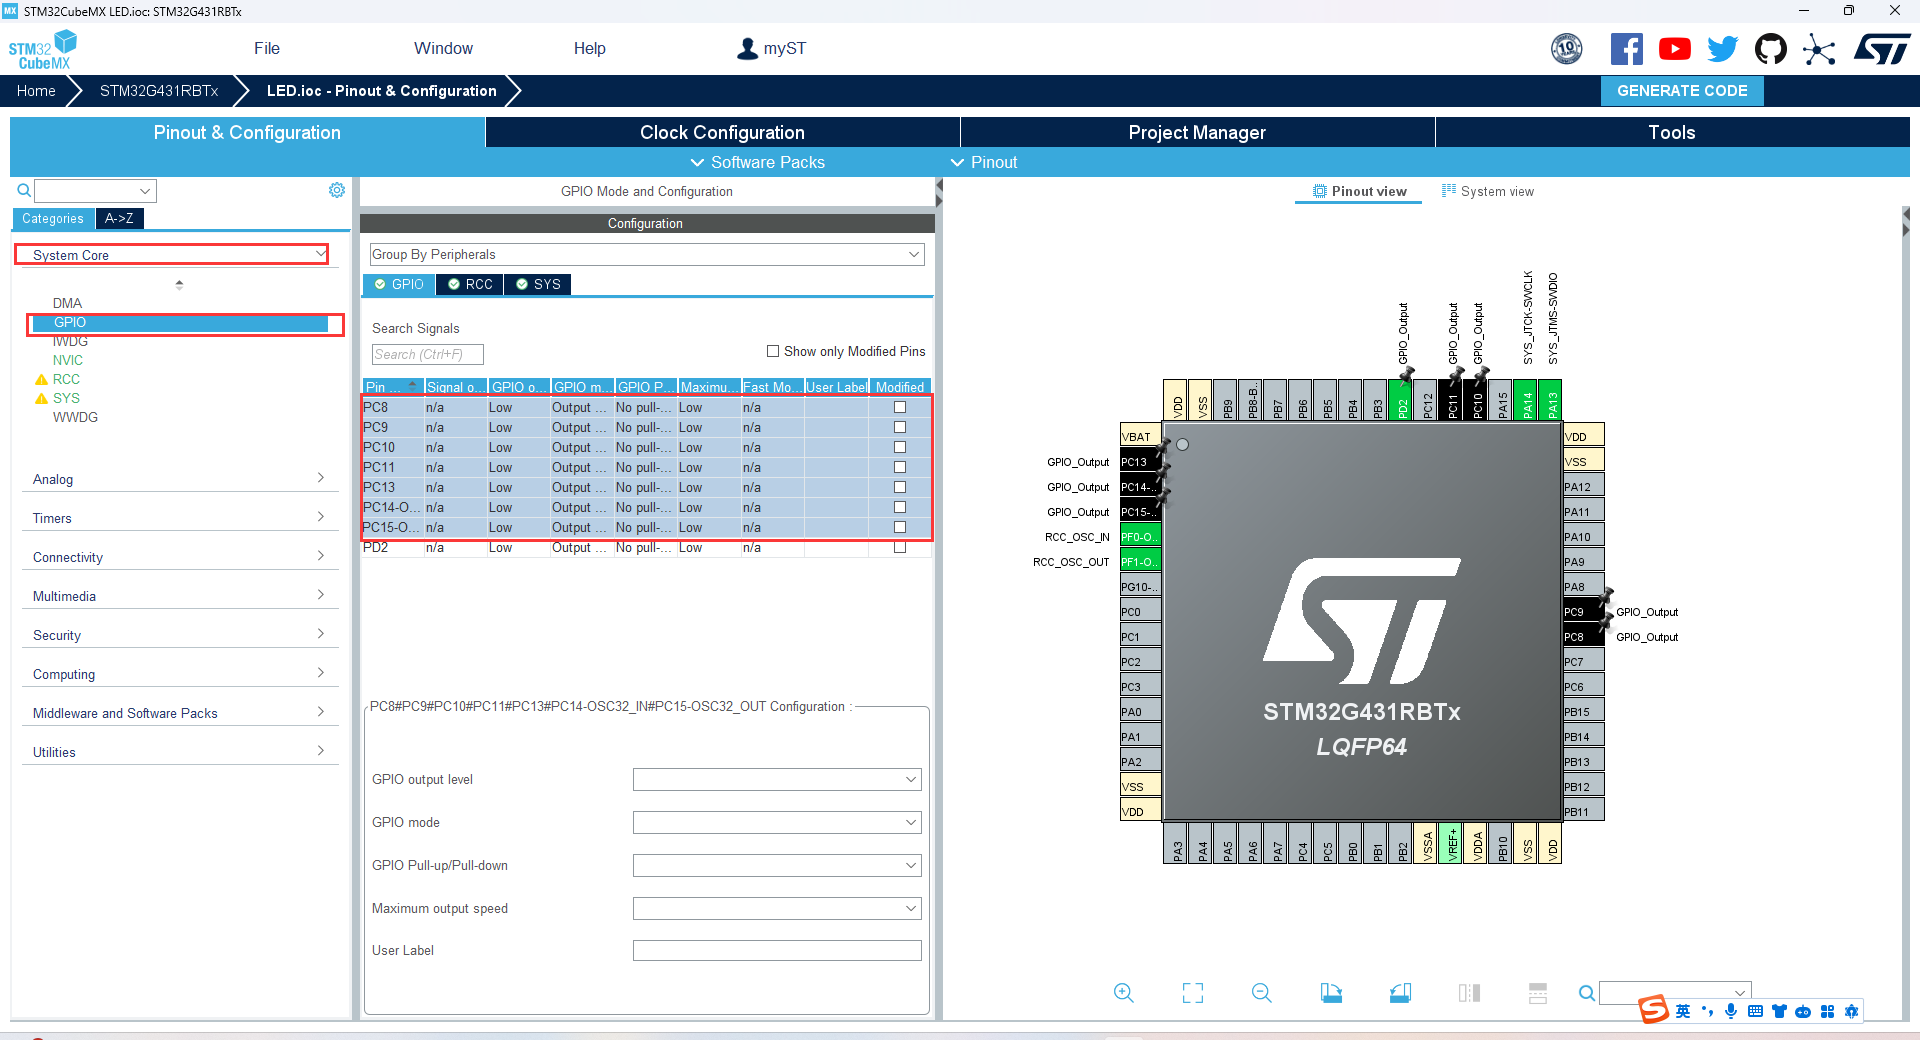 STM32CubeMX LED.ioc: STM32G431RBTx
STM32
CubeMX
File
Window
Help
myST
10
Home
STM32G431RBTx
LED.ioc - Pinout & Configuration
GENERATE CODE
Pinout & Configuration
Clock Configuration
Project Manager
Tools
Software Packs
Pinout
Categories
A->Z
System Core
DMA
GPIO
IWDG
NVIC
RCC
SYS
WWDG
Analog
Timers
Connectivity
Multimedia
Security
Computing
Middleware and Software Packs
Utilities
GPIO Mode and Configuration
Configuration
Group By Peripherals
GPIO
RCC
SYS
Search Signals
Search (Ctrl+F)
Show only Modified Pins
Pin ... Signal o... GPIO o... GPIO m... GPIO P... Maximu... Fast Mo... User Label Modified
PC8 n/a Low Output ... No pull-... Low n/a
PC9 n/a Low Output ... No pull-... Low n/a
PC10 n/a Low Output ... No pull-... Low n/a
PC11 n/a Low Output ... No pull-... Low n/a
PC13 n/a Low Output ... No pull-... Low n/a
PC14-O... n/a Low Output ... No pull-... Low n/a
PC15-O... n/a Low Output ... No pull-... Low n/a
PD2 n/a Low Output ... No pull-... Low n/a
PC8#PC9#PC10#PC11#PC13#PC14-OSC32_IN#PC15-OSC32_OUT Configuration :
GPIO output level
GPIO mode
GPIO Pull-up/Pull-down
Maximum output speed
User Label
Pinout view
System view
GPIO_Output
GPIO_Output
GPIO_Output
SYS_JTCK-SWCLK
SYS_JTMS-SWDIO
VDD
VSS
PB9
PB8-B..
PB7
PB6
PB5
PB4
PB3
PD2
PC12
PC11
PC10
PA15
PA14
PA13
VBAT
GPIO_Output PC13
GPIO_Output PC14-..
GPIO_Output PC15-..
RCC_OSC_IN PF0-O..
RCC_OSC_OUT PF1-O..
PG10-..
PC0
PC1
PC2
PC3
PA0
PA1
PA2
VSS
VDD
STM32G431RBTx
LQFP64
VDD
VSS
PA12
PA11
PA10
PA9
PA8
PC9 GPIO_Output
PC8 GPIO_Output
PC7
PC6
PB15
PB14
PB13
PB12
PB11
PA3
PA4
PA5
PA6
PA7
PC4
PC5
PB0
PB1
PB2
VSSA
VREF+
VDDA
PB10
VSS
VDD
英